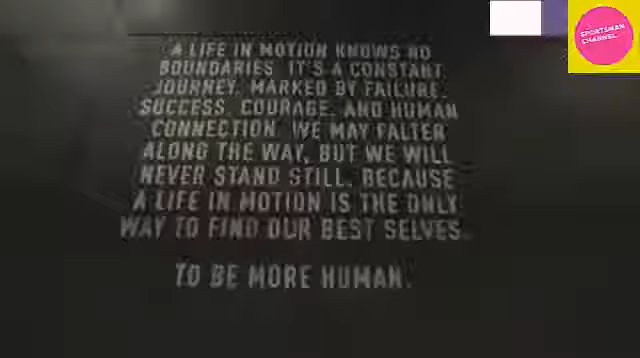 A LIFE IN MOTION KNOWS NO
BOUNDARIES. IT'S A CONSTANT
JOURNEY, MARKED BY FAILURE,
SUCCESS, COURAGE, AND HUMAN
CONNECTION. WE MAY FALTER
ALONG THE WAY, BUT WE WILL
NEVER STAND STILL. BECAUSE
A LIFE IN MOTION IS THE ONLY
WAY TO FIND OUR BEST SELVES.
TO BE MORE HUMAN.
SPORTSMAN
CHANNEL